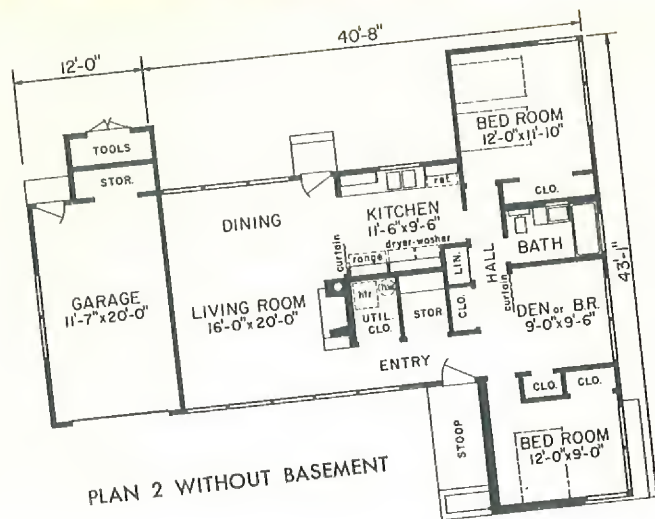 40'-8"
12'-0"
TOOLS
STOR.
BED ROOM
12'-0"x11'-10"
CLO.
DINING
KITCHEN
11'-6"x9'-6"
ref.
dryer-washer
range
curtain
LIN.
HALL
BATH
43'-1"
GARAGE
11'-7"x20'-0"
LIVING ROOM
16'-0"x20'-0"
htr
hw
UTIL.
CLO.
STOR
CLO.
curtain
DEN or B.R.
9'-0"x9'-6"
ENTRY
CLO.
CLO.
STOOP
BED ROOM
12'-0"x9'-0"
PLAN 2 WITHOUT BASEMENT